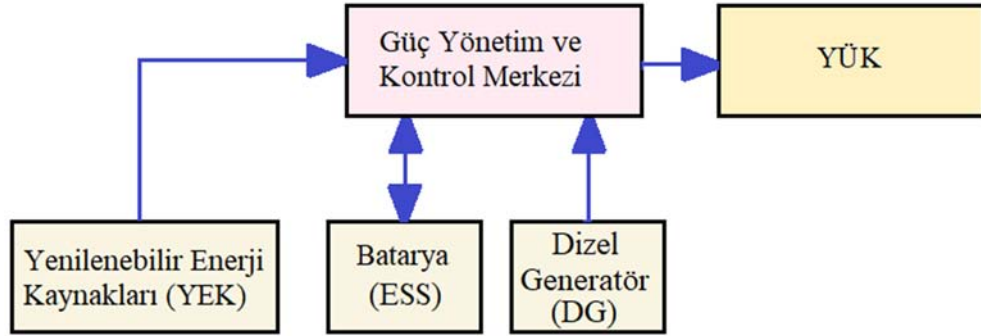 Güç Yönetim ve
Kontrol Merkezi
YÜK
Yenilenebilir Enerji
Kaynakları (YEK)
Batarya
(ESS)
Dizel
Generatör
(DG)